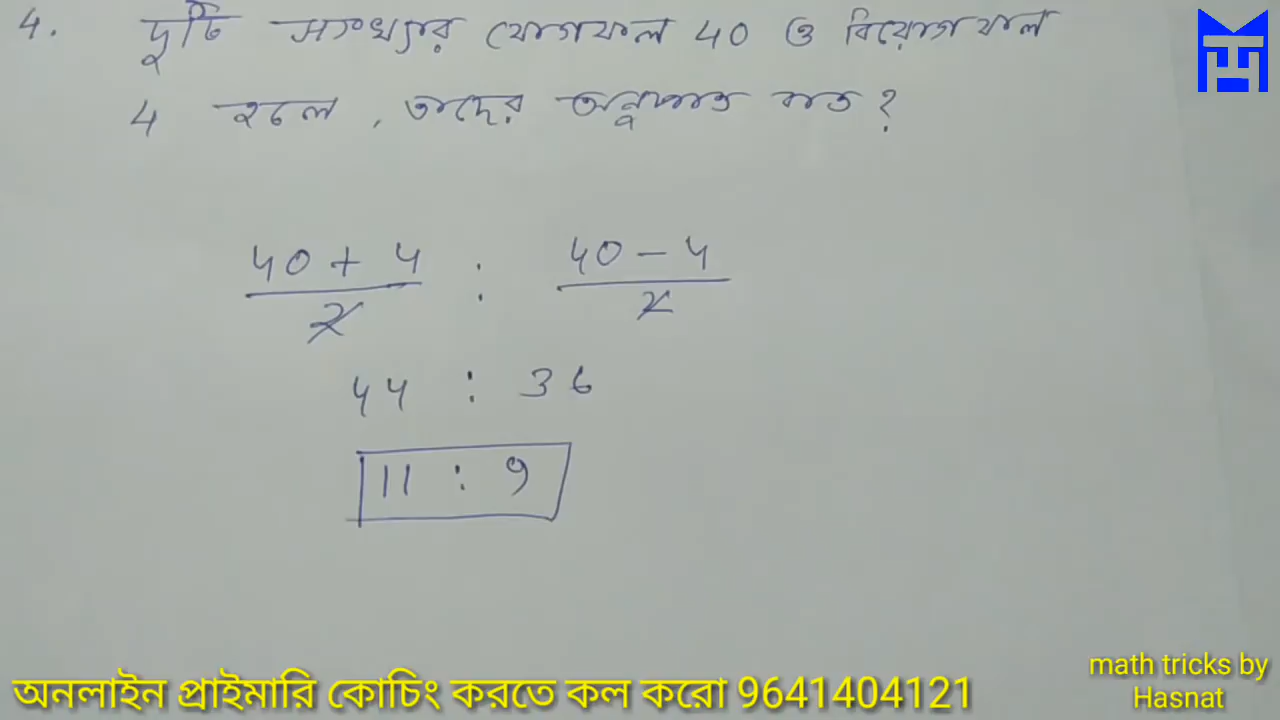 4. দুটি সংখ্যার যোগফল 40 ও বিয়োগফল
4 হলে, তাদের অনুপাত কত?
40 + 4 / 2 : 40 - 4 / 2
44 : 36
11 : 9
math tricks by
Hasnat
অনলাইন প্রাইমারি কোচিং করতে কল করো 9641404121